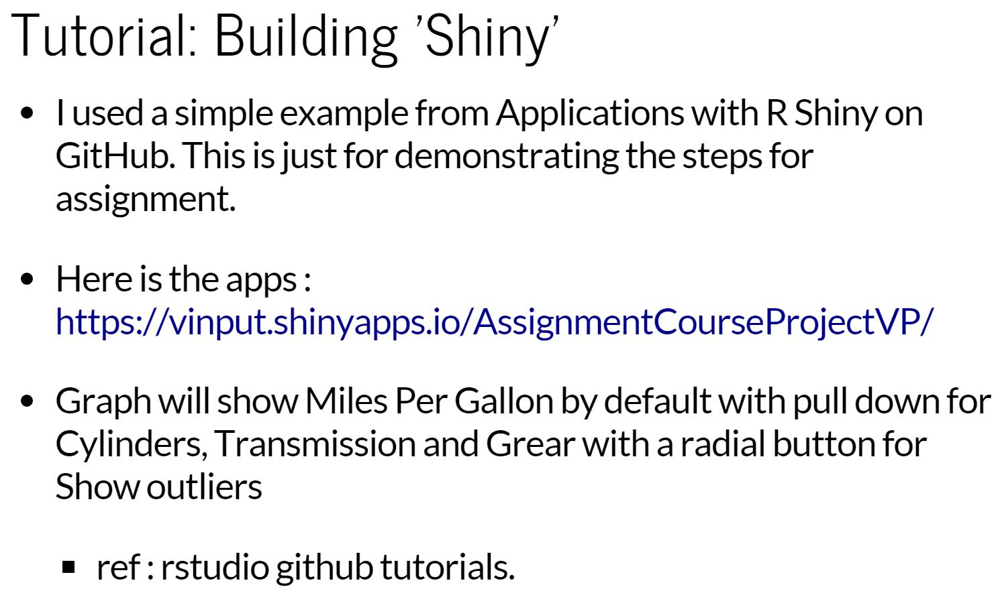 Tutorial: Building ’Shiny’
I used a simple example from Applications with R Shiny on
GitHub. This is just for demonstrating the steps for
assignment.
Here is the apps :
https://vinput.shinyapps.io/AssignmentCourseProjectVP/
Graph will show Miles Per Gallon by default with pull down for
Cylinders, Transmission and Grear with a radial button for
Show outliers
ref : rstudio github tutorials.